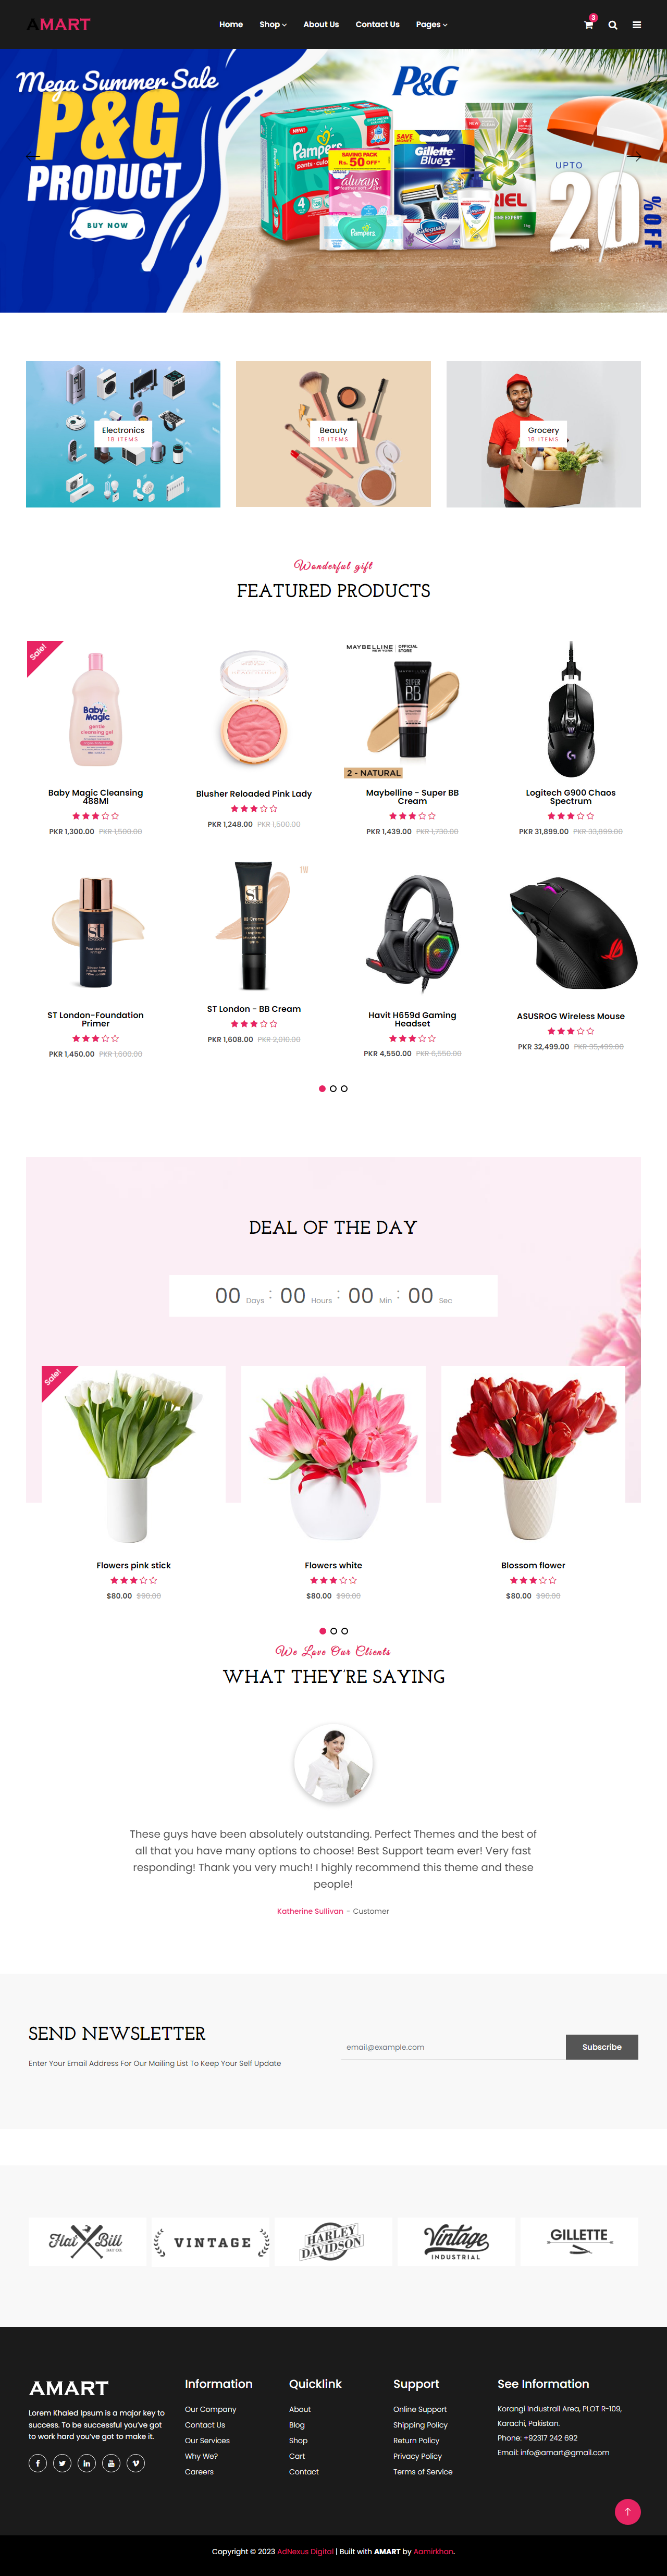 AMART
Home
Shop
About Us
Contact Us
Pages
3
Mega Summer Sale
P&G
PRODUCT
BUY NOW
P&G
NEW!
Pampers
SAVING PACK
Rs. 50 OFF*
always
SAVE
Gillette
Blue3
Pampers
Safeguard
UPTO
20
% OFF
Electronics
18 ITEMS
Beauty
18 ITEMS
Grocery
18 ITEMS
Wonderful gift
FEATURED PRODUCTS
Sale!
Baby
Magic
gentle
cleansing gel
MAYBELLINE
NEW YORK
OFFICIAL
STORE
SUPER
BB
2 - NATURAL
Baby Magic Cleansing
488Ml
PKR 1,300.00 PKR 1,500.00
Blusher Reloaded Pink Lady
PKR 1,248.00 PKR 1,500.00
Maybelline - Super BB
Cream
PKR 1,439.00 PKR 1,730.00
Logitech G900 Chaos
Spectrum
PKR 31,899.00 PKR 33,899.00
ST London-Foundation
Primer
PKR 1,450.00 PKR 1,600.00
ST London - BB Cream
PKR 1,608.00 PKR 2,010.00
Havit H659d Gaming
Headset
PKR 4,550.00 PKR 6,550.00
ASUSROG Wireless Mouse
PKR 32,499.00 PKR 35,499.00
DEAL OF THE DAY
00 Days : 00 Hours : 00 Min : 00 Sec
Sale!
Flowers pink stick
$80.00 $90.00
Flowers white
$80.00 $90.00
Blossom flower
$80.00 $90.00
We Love Our Clients
WHAT THEY'RE SAYING
These guys have been absolutely outstanding. Perfect Themes and the best of
all that you have many options to choose! Best Support team ever! Very fast
responding! Thank you very much! I highly recommend this theme and these
people!
Katherine Sullivan - Customer
SEND NEWSLETTER
Enter Your Email Address For Our Mailing List To Keep Your Self Update
email@example.com
Subscribe
Flat Bill
VINTAGE
HARLEY
DAVIDSON
Vintage
INDUSTRIAL
GILLETTE
AMART
Lorem Khaled Ipsum is a major key to
success. To be successful you've got
to work hard you've got to make it.
Information
Our Company
Contact Us
Our Services
Why We?
Careers
Quicklink
About
Blog
Shop
Cart
Contact
Support
Online Support
Shipping Policy
Return Policy
Privacy Policy
Terms of Service
See Information
Korangi Industrail Area, PLOT R-109,
Karachi, Pakistan.
Phone: +92317 242 692
Email: info@amart@gmail.com
Copyright © 2023 AdNexus Digital | Built with AMART by Aamirkhan.